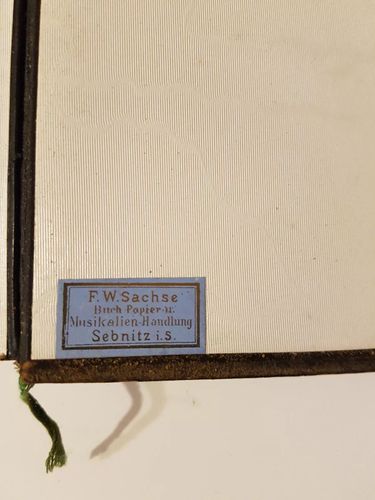 F.W.Sachse
Buch Papier-u.
Musikalien-Handlung
Sebnitz i.S.